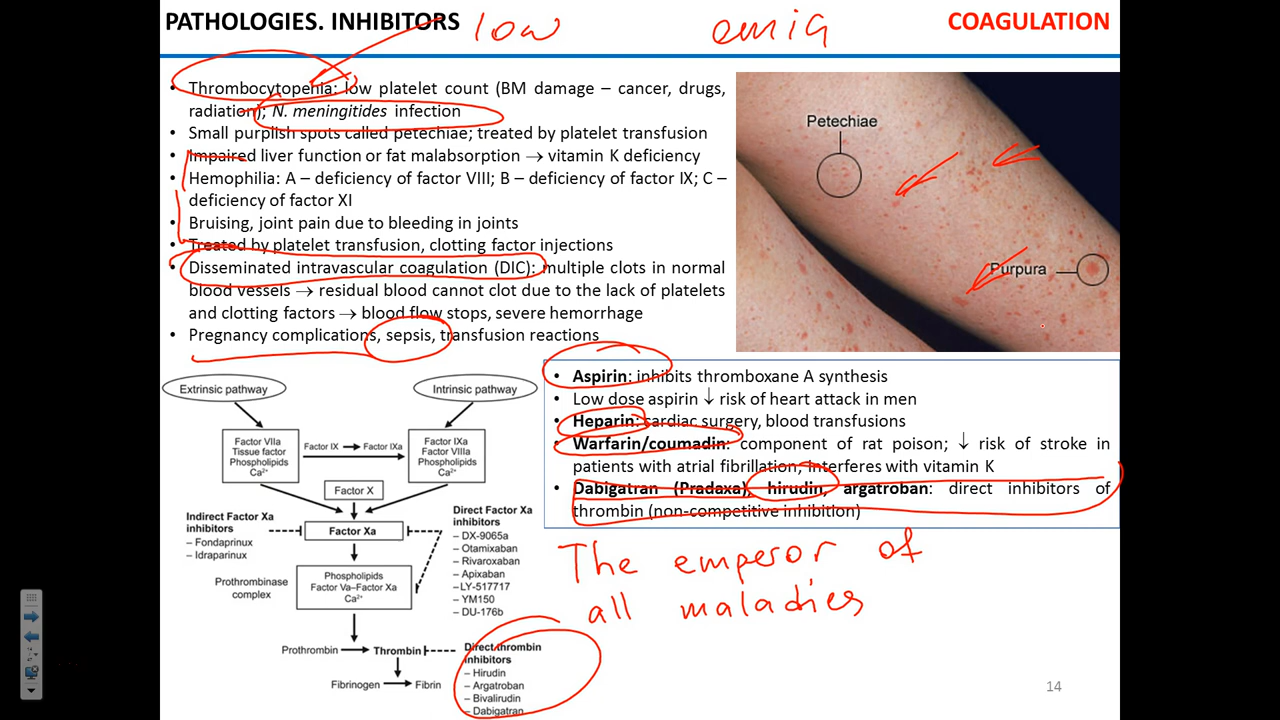 PATHOLOGIES. INHIBITORS
low
emia
COAGULATION
• Thrombocytopenia: low platelet count (BM damage – cancer, drugs,
radiation); N. meningitides infection
• Small purplish spots called petechiae; treated by platelet transfusion
• Impaired liver function or fat malabsorption → vitamin K deficiency
• Hemophilia: A – deficiency of factor VIII; B – deficiency of factor IX; C –
deficiency of factor XI
• Bruising, joint pain due to bleeding in joints
• Treated by platelet transfusion, clotting factor injections
• Disseminated intravascular coagulation (DIC): multiple clots in normal
blood vessels → residual blood cannot clot due to the lack of platelets
and clotting factors → blood flow stops, severe hemorrhage
• Pregnancy complications, sepsis, transfusion reactions
Petechiae
Purpura
• Aspirin: inhibits thromboxane A synthesis
• Low dose aspirin ↓ risk of heart attack in men
• Heparin: cardiac surgery, blood transfusions
• Warfarin/coumadin: component of rat poison; ↓ risk of stroke in
patients with atrial fibrillation; interferes with vitamin K
• Dabigatran (Pradaxa), hirudin, argatroban: direct inhibitors of
thrombin (non-competitive inhibition)
The emperor of
all maladies
Extrinsic pathway
Intrinsic pathway
Factor VIIa
Tissue factor
Phospholipids
Ca2+
Factor IX → Factor IXa
Factor IXa
Factor VIIIa
Phospholipids
Ca2+
Factor X
Indirect Factor Xa
inhibitors
– Fondaprinux
– Idraparinux
Factor Xa
Direct Factor Xa
inhibitors
– DX-9065a
– Otamixaban
– Rivaroxaban
– Apixaban
– LY-517717
– YM150
– DU-176b
Prothrombinase
complex
Phospholipids
Factor Va–Factor Xa
Ca2+
Prothrombin → Thrombin
Direct thrombin
inhibitors
– Hirudin
– Argatroban
– Bivalirudin
– Dabigatran
Fibrinogen → Fibrin
14